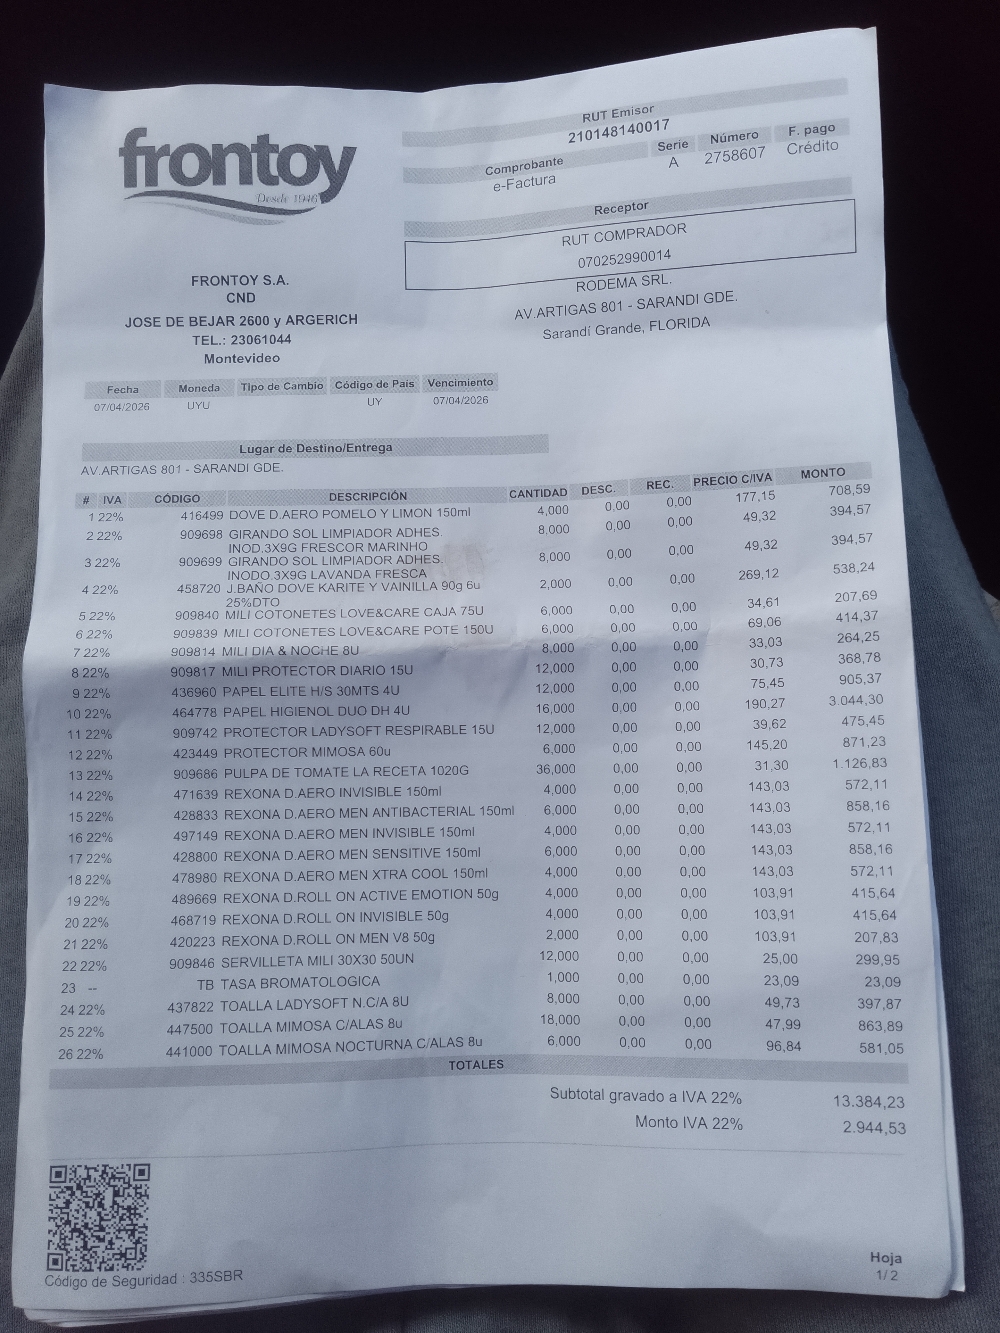 frontoy
Desde 1946
RUT Emisor
210148140017
Comprobante Serie Número F. pago
e-Factura A 2758607 Crédito
Receptor
RUT COMPRADOR
070252990014
RODEMA SRL.
AV.ARTIGAS 801 - SARANDI GDE.
Sarandí Grande, FLORIDA
FRONTOY S.A.
CND
JOSE DE BEJAR 2600 y ARGERICH
TEL.: 23061044
Montevideo
Fecha Moneda Tipo de Cambio Código de País Vencimiento
07/04/2026 UYU UY 07/04/2026
Lugar de Destino/Entrega
AV.ARTIGAS 801 - SARANDI GDE.
# IVA CÓDIGO DESCRIPCIÓN CANTIDAD DESC. REC. PRECIO C/IVA MONTO
1 22% 416499 DOVE D.AERO POMELO Y LIMON 150ml 4,000 0,00 0,00 177,15 708,59
2 22% 909698 GIRANDO SOL LIMPIADOR ADHES. 8,000 0,00 0,00 49,32 394,57
INOD.3X9G FRESCOR MARINHO
3 22% 909699 GIRANDO SOL LIMPIADOR ADHES. 8,000 0,00 0,00 49,32 394,57
INODO.3X9G LAVANDA FRESCA
4 22% 458720 J.BAÑO DOVE KARITE Y VAINILLA 90g 6u 2,000 0,00 0,00 269,12 538,24
25%DTO
5 22% 909840 MILI COTONETES LOVE&CARE CAJA 75U 6,000 0,00 0,00 34,61 207,69
6 22% 909839 MILI COTONETES LOVE&CARE POTE 150U 6,000 0,00 0,00 69,06 414,37
7 22% 909814 MILI DIA & NOCHE 8U 8,000 0,00 0,00 33,03 264,25
8 22% 909817 MILI PROTECTOR DIARIO 15U 12,000 0,00 0,00 30,73 368,78
9 22% 436960 PAPEL ELITE H/S 30MTS 4U 12,000 0,00 0,00 75,45 905,37
10 22% 464778 PAPEL HIGIENOL DUO DH 4U 16,000 0,00 0,00 190,27 3.044,30
11 22% 909742 PROTECTOR LADYSOFT RESPIRABLE 15U 12,000 0,00 0,00 39,62 475,45
12 22% 423449 PROTECTOR MIMOSA 60u 6,000 0,00 0,00 145,20 871,23
13 22% 909686 PULPA DE TOMATE LA RECETA 1020G 36,000 0,00 0,00 31,30 1.126,83
14 22% 471639 REXONA D.AERO INVISIBLE 150ml 4,000 0,00 0,00 143,03 572,11
15 22% 428833 REXONA D.AERO MEN ANTIBACTERIAL 150ml 6,000 0,00 0,00 143,03 858,16
16 22% 497149 REXONA D.AERO MEN INVISIBLE 150ml 4,000 0,00 0,00 143,03 572,11
17 22% 428800 REXONA D.AERO MEN SENSITIVE 150ml 6,000 0,00 0,00 143,03 858,16
18 22% 478980 REXONA D.AERO MEN XTRA COOL 150ml 4,000 0,00 0,00 143,03 572,11
19 22% 489669 REXONA D.ROLL ON ACTIVE EMOTION 50g 4,000 0,00 0,00 103,91 415,64
20 22% 468719 REXONA D.ROLL ON INVISIBLE 50g 4,000 0,00 0,00 103,91 415,64
21 22% 420223 REXONA D.ROLL ON MEN V8 50g 2,000 0,00 0,00 103,91 207,83
22 22% 909846 SERVILLETA MILI 30X30 50UN 12,000 0,00 0,00 25,00 299,95
23 -- TB TASA BROMATOLOGICA 1,000 0,00 0,00 23,09 23,09
24 22% 437822 TOALLA LADYSOFT N.C/A 8U 8,000 0,00 0,00 49,73 397,87
25 22% 447500 TOALLA MIMOSA C/ALAS 8u 18,000 0,00 0,00 47,99 863,89
26 22% 441000 TOALLA MIMOSA NOCTURNA C/ALAS 8u 6,000 0,00 0,00 96,84 581,05
TOTALES
Subtotal gravado a IVA 22% 13.384,23
Monto IVA 22% 2.944,53
Código de Seguridad : 335SBR
Hoja
1/ 2